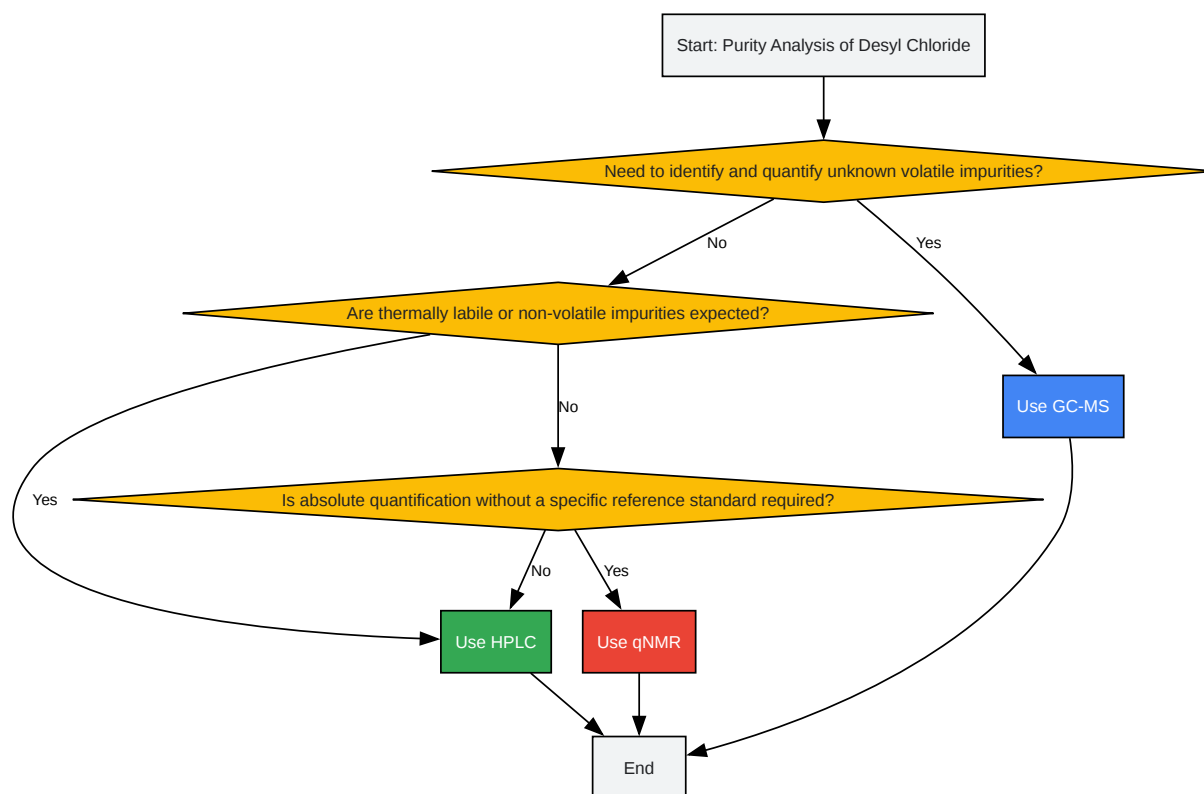 Start: Purity Analysis of Desyl Chloride
Need to identify and quantify unknown volatile impurities?
No
Yes
Are thermally labile or non-volatile impurities expected?
Use GC-MS
No
Yes
Is absolute quantification without a specific reference standard required?
No
Yes
Use HPLC
Use qNMR
End